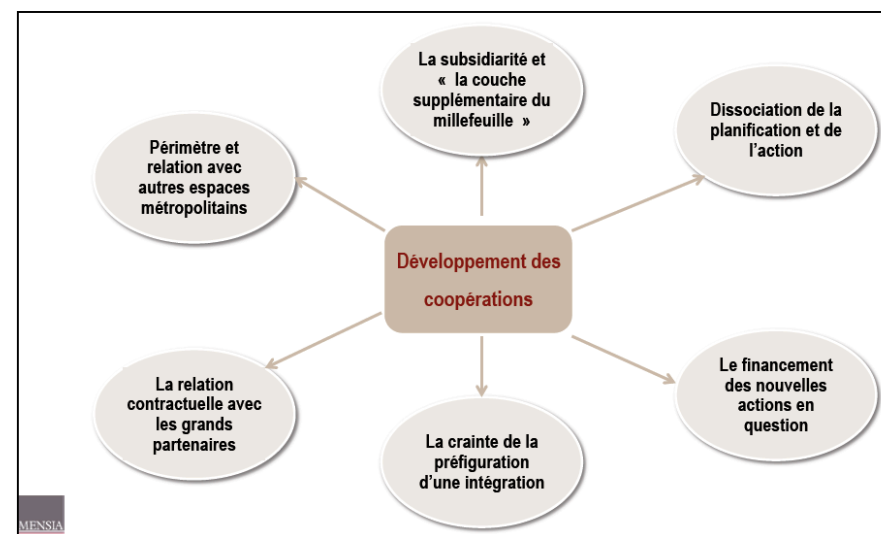 La subsidiarité et
« la couche
supplémentaire du
millefeuille »
Dissociation de la
planification et de
l'action
Périmètre et
relation avec
autres espaces
métropolitains
Développement des
coopérations
La relation
contractuelle avec
les grands
partenaires
La crainte de la
préfiguration
d'une intégration
Le financement
des nouvelles
actions en
question
MENSIA